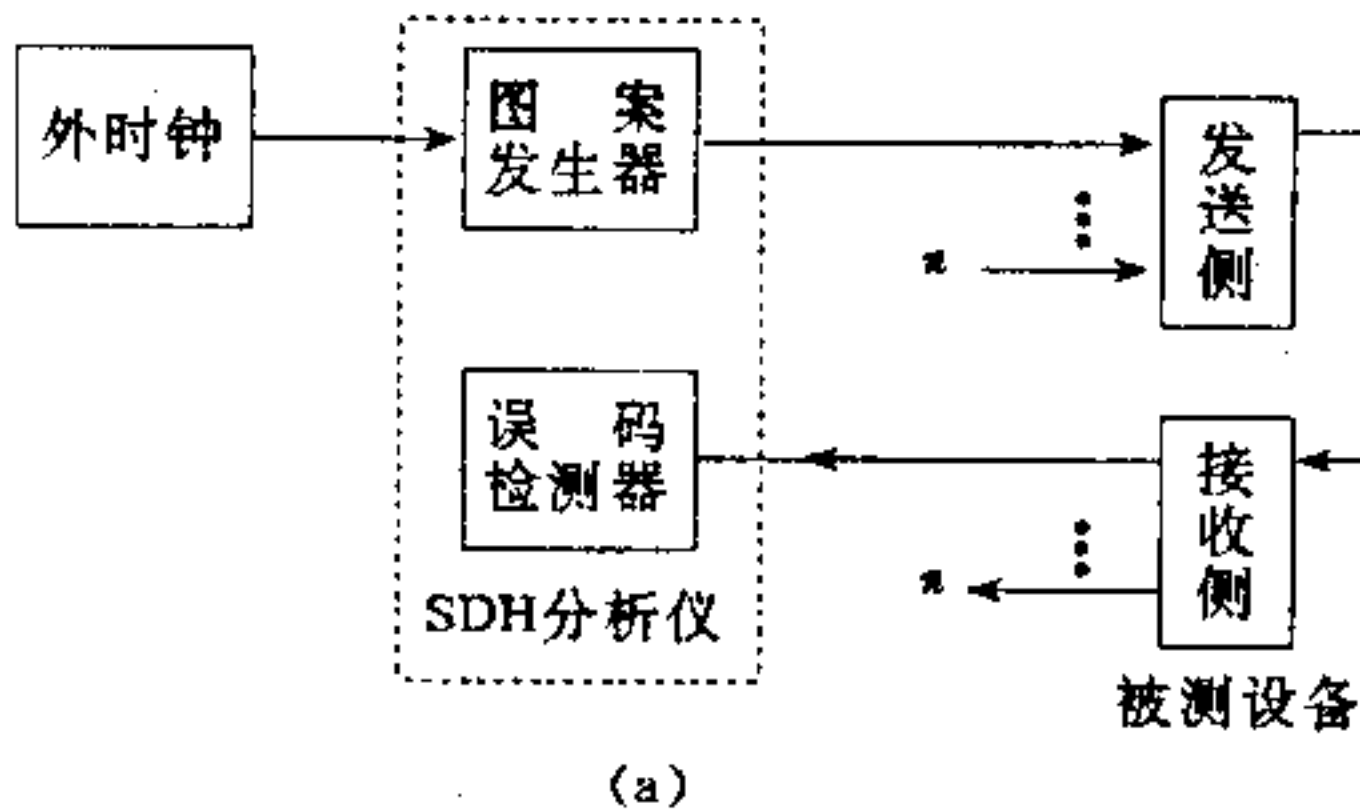 外时钟
图 案
发生器
发
送
侧
误 码
检测器
接
收
侧
SDH分析仪
被测设备
(a)